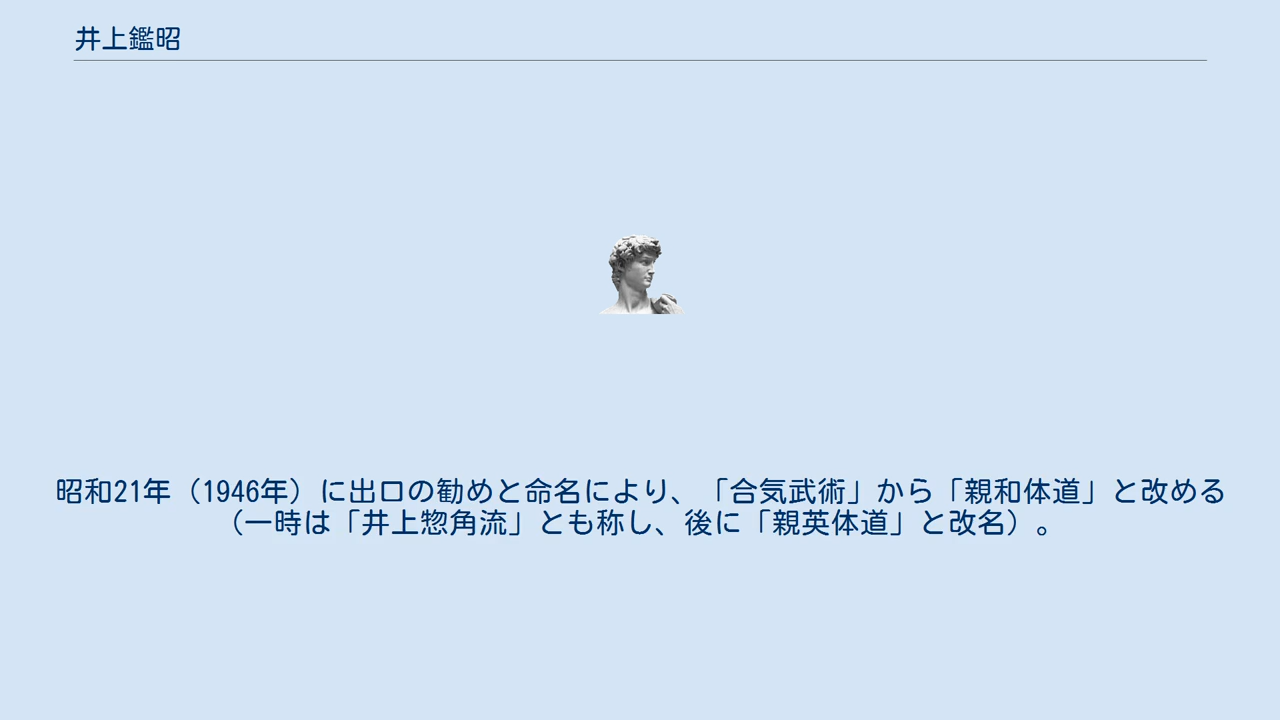 井上鑑昭
昭和21年（1946年）に出口の勧めと命名により、「合気武術」から「親和体道」と改める
（一時は「井上惣角流」とも称し、後に「親英体道」と改名）。